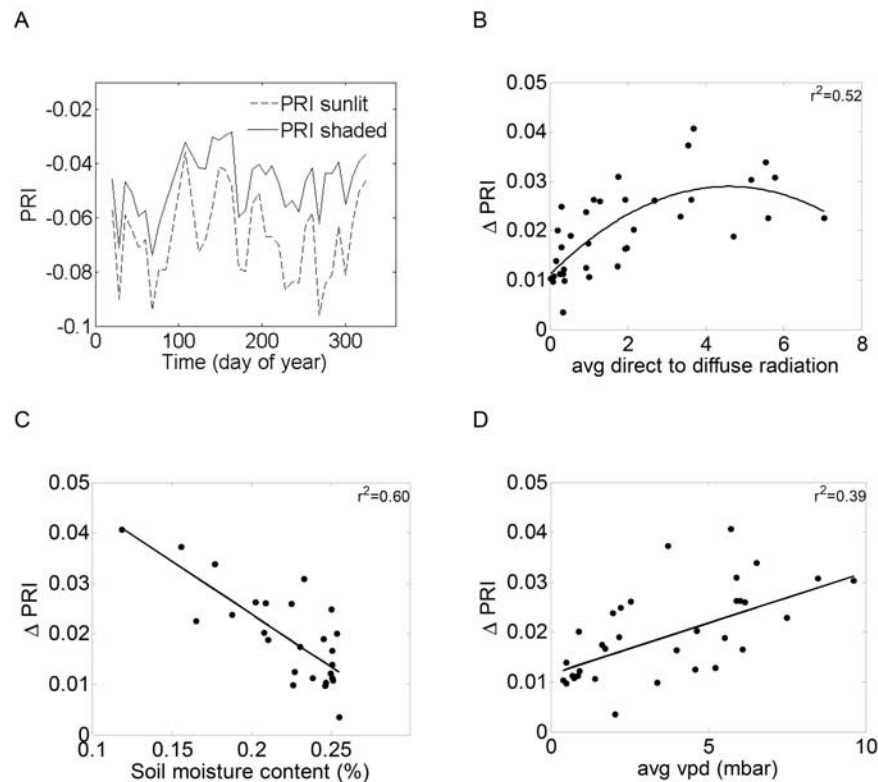 A
PRI sunlit
PRI shaded
-0.02
-0.04
-0.06
-0.08
-0.1
PRI
0
100
200
300
Time (day of year)
B
r²=0.52
0.05
0.04
0.03
0.02
0.01
0
Δ PRI
0
2
4
6
8
avg direct to diffuse radiation
C
r²=0.60
0.05
0.04
0.03
0.02
0.01
0
Δ PRI
0.1
0.15
0.2
0.25
Soil moisture content (%)
D
r²=0.39
0.05
0.04
0.03
0.02
0.01
0
Δ PRI
0
5
10
avg vpd (mbar)